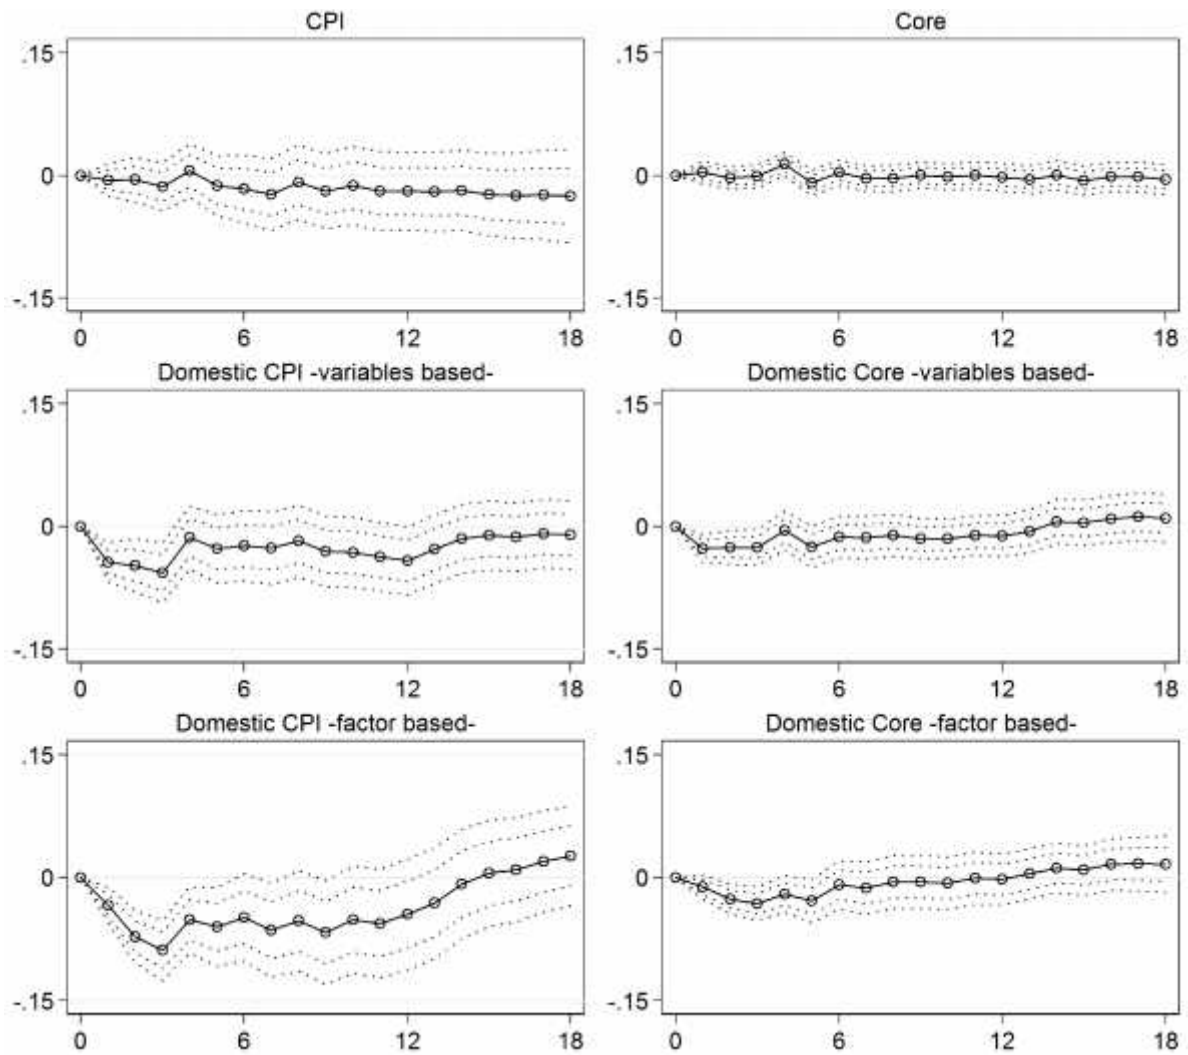 CPI
Core
.15
0
-.15
0 6 12 18
.15
0
-.15
0 6 12 18
Domestic CPI -variables based-
Domestic Core -variables based-
.15
0
-.15
0 6 12 18
.15
0
-.15
0 6 12 18
Domestic CPI -factor based-
Domestic Core -factor based-
.15
0
-.15
0 6 12 18
.15
0
-.15
0 6 12 18